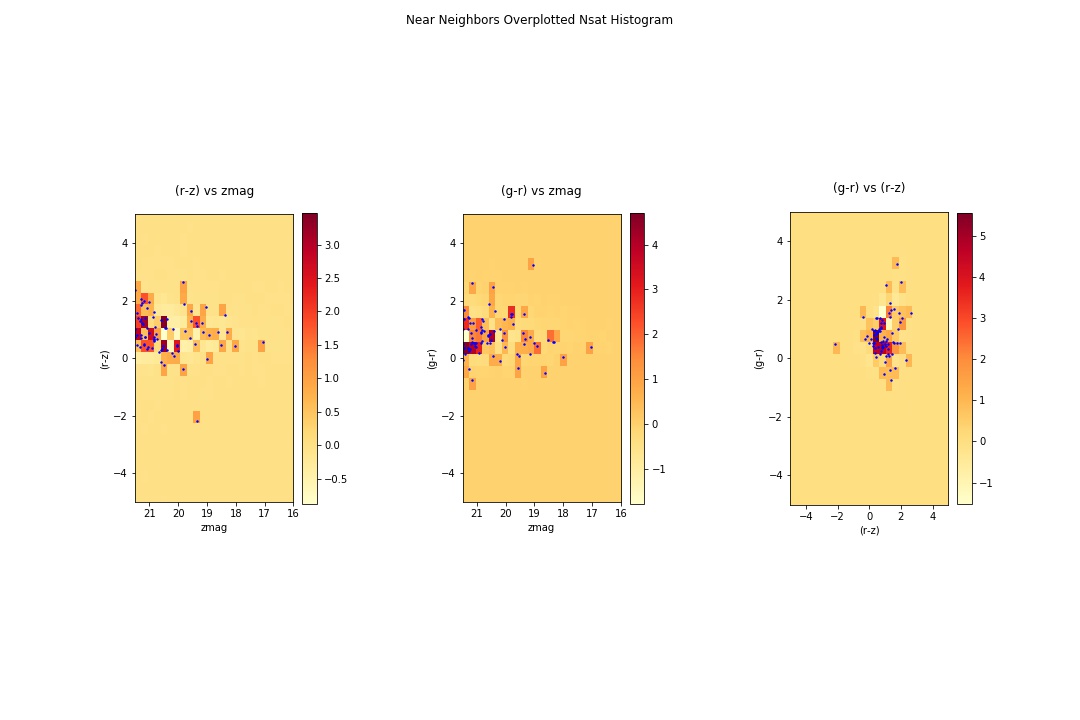 Near Neighbors Overplotted Nsat Histogram
(r-z) vs zmag
4
2
0
−2
−4
(r-z)
21 20 19 18 17 16
zmag
3.0
2.5
2.0
1.5
1.0
0.5
0.0
−0.5
(g-r) vs zmag
4
2
0
−2
−4
(g-r)
21 20 19 18 17 16
zmag
4
3
2
1
0
−1
(g-r) vs (r-z)
4
2
0
−2
−4
(g-r)
−4 −2 0 2 4
(r-z)
5
4
3
2
1
0
−1